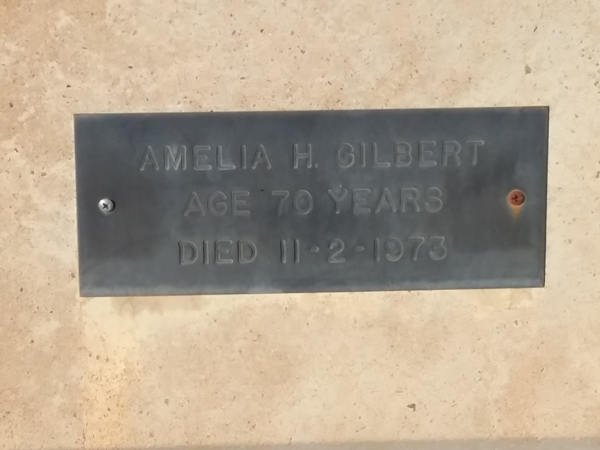 AMELIA H. GILBERT
AGE 70 YEARS
DIED 11-2-1973